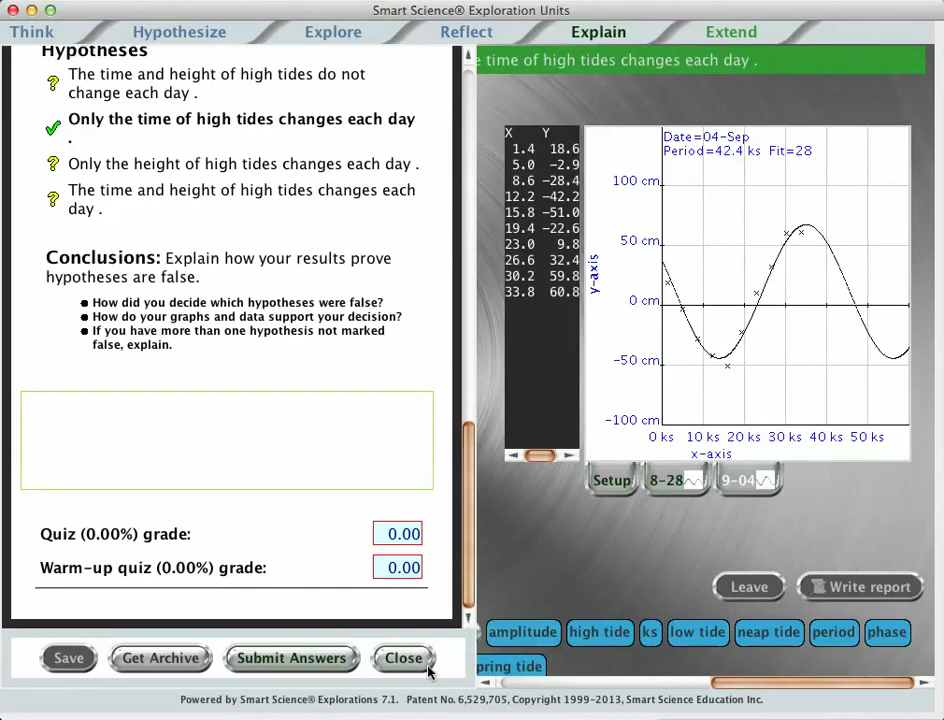 Smart Science® Exploration Units
Think
Hypothesize
Explore
Reflect
Explain
Extend
Hypotheses
The time and height of high tides do not
change each day .
Only the time of high tides changes each day
.
Only the height of high tides changes each day .
The time and height of high tides changes each
day .
Conclusions: Explain how your results prove
hypotheses are false.
How did you decide which hypotheses were false?
How do your graphs and data support your decision?
If you have more than one hypothesis not marked
false, explain.
Quiz (0.00%) grade:
0.00
Warm-up quiz (0.00%) grade:
0.00
Save
Get Archive
Submit Answers
Close
time of high tides changes each day .
X Y
1.4 18.6
5.0 -2.9
8.6 -28.4
12.2 -42.2
15.8 -51.0
19.4 -22.6
23.0 9.8
26.6 32.4
30.2 59.8
33.8 60.8
Date=04-Sep
Period=42.4 ks Fit=28
100 cm
50 cm
0 cm
-50 cm
-100 cm
y-axis
0 ks 10 ks 20 ks 30 ks 40 ks 50 ks
x-axis
Setup
8-28
9-04
Leave
Write report
amplitude
high tide
ks
low tide
neap tide
period
phase
pring tide
Powered by Smart Science® Explorations 7.1. Patent No. 6,529,705, Copyright 1999-2013, Smart Science Education Inc.